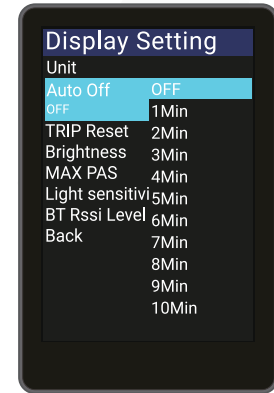 Display Setting
Unit
Auto Off OFF
OFF 1Min
TRIP Reset 2Min
Brightness 3Min
MAX PAS 4Min
Light sensitivi 5Min
BT Rssi Level 6Min
Back 7Min
8Min
9Min
10Min